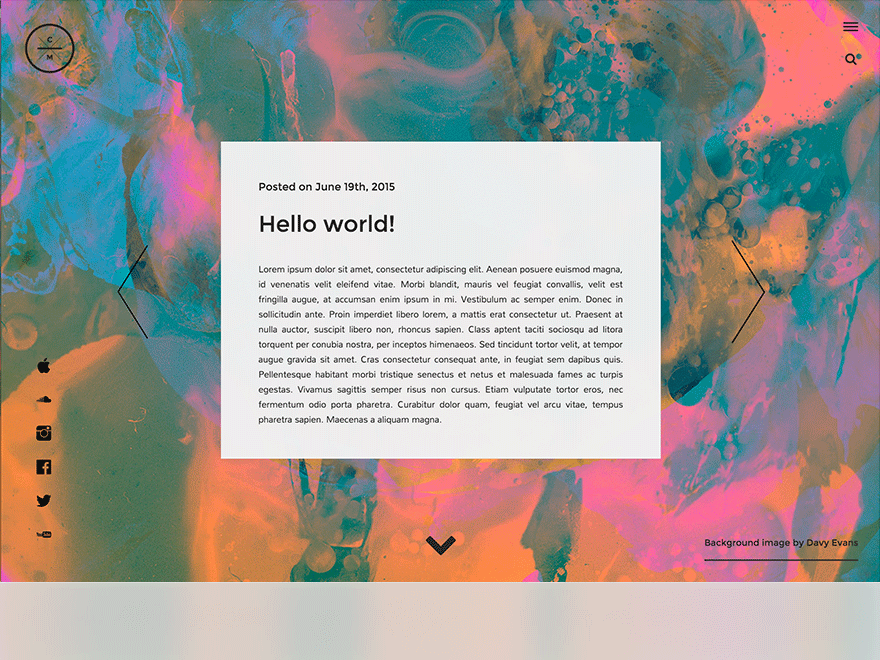 C
M
Posted on June 19th, 2015
Hello world!
Lorem ipsum dolor sit amet, consectetur adipiscing elit. Aenean posuere euismod magna,
id venenatis velit eleifend vitae. Morbi blandit, mauris vel feugiat convallis, velit est
fringilla augue, at accumsan enim ipsum in mi. Vestibulum ac semper enim. Donec in
sollicitudin ante. Proin imperdiet libero lorem, a mattis erat consectetur ut. Praesent at
nulla auctor, suscipit libero non, rhoncus sapien. Class aptent taciti sociosqu ad litora
torquent per conubia nostra, per inceptos himenaeos. Sed tincidunt tortor velit, at tempor
augue gravida sit amet. Cras consectetur consequat ante, in feugiat sem dapibus quis.
Pellentesque habitant morbi tristique senectus et netus et malesuada fames ac turpis
egestas. Vivamus sagittis semper risus non cursus. Etiam vulputate tortor eros, nec
fermentum odio porta pharetra. Curabitur dolor quam, feugiat vel arcu vitae, tempus
pharetra sapien. Maecenas a aliquam magna.
Background image by Davy Evans